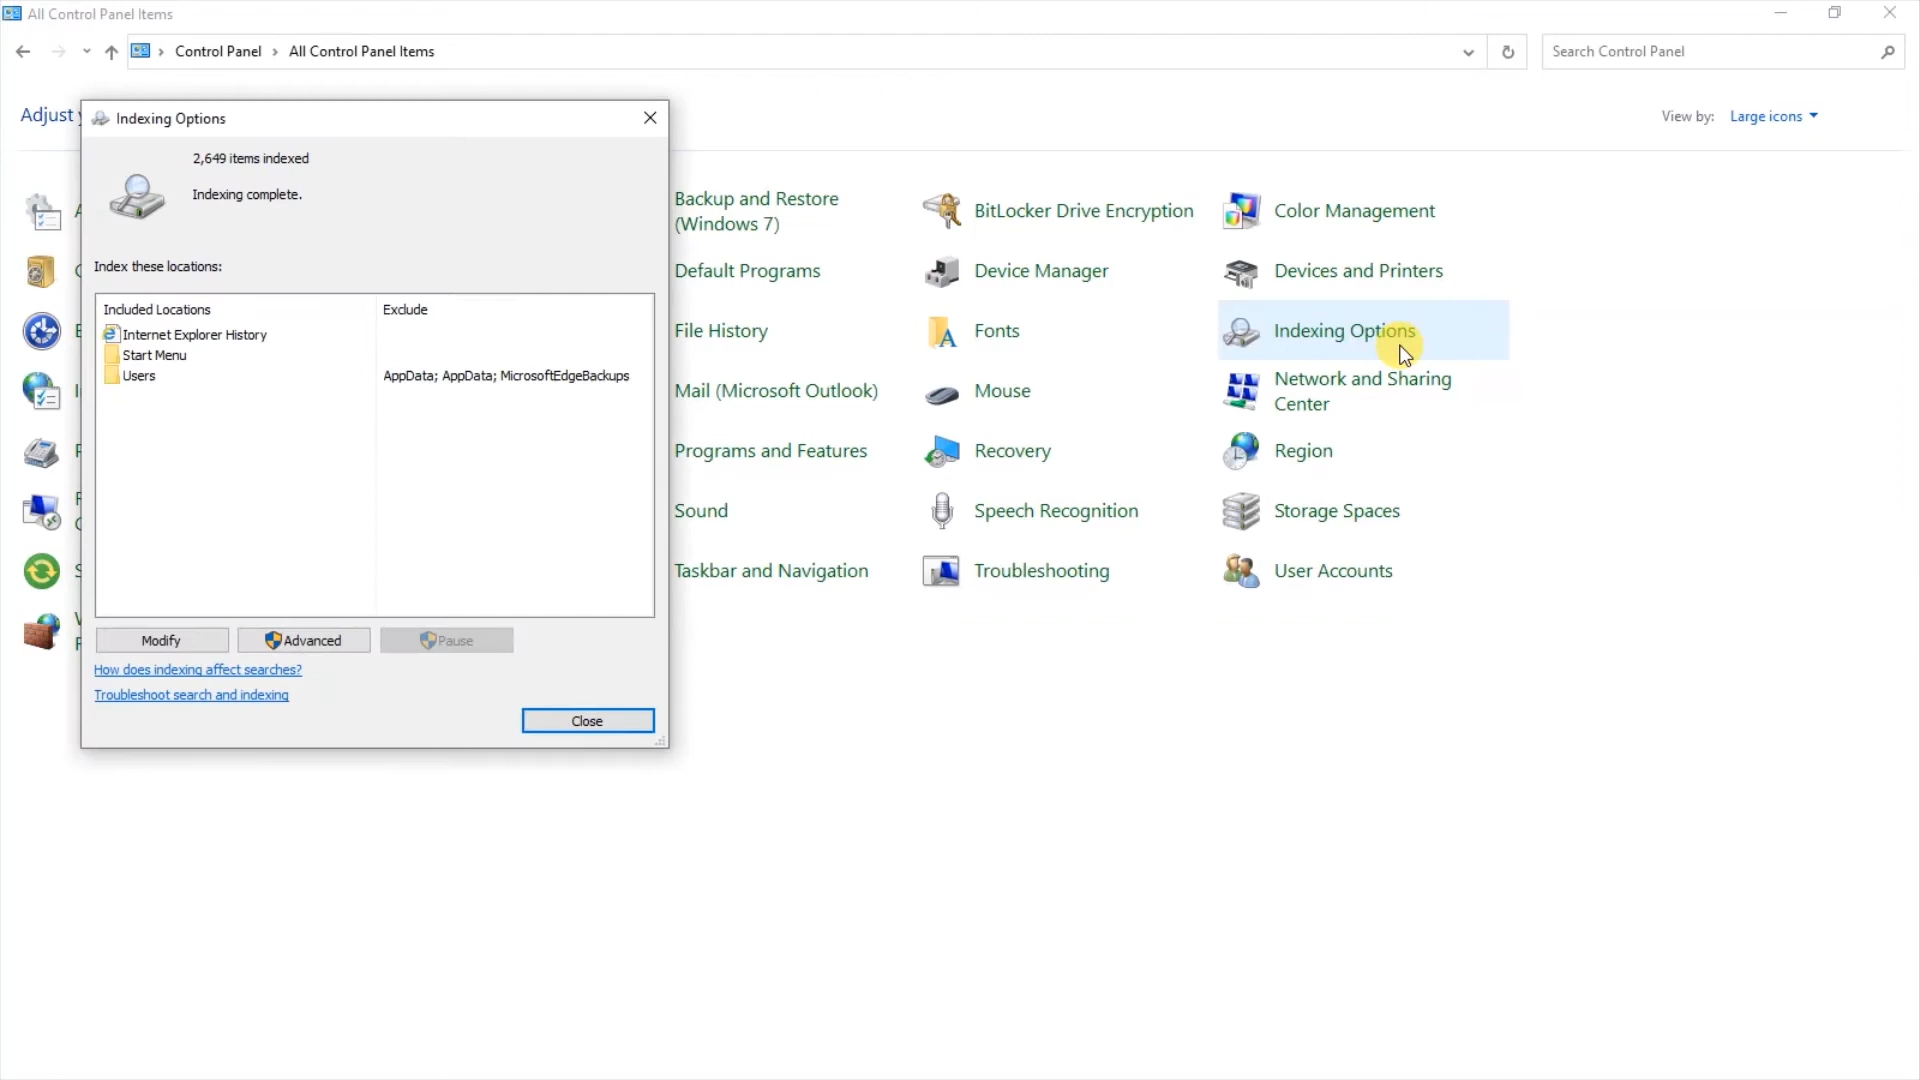 All Control Panel Items
Control Panel > All Control Panel Items
Search Control Panel
Adjust
View by: Large icons
Indexing Options
2,649 items indexed
Indexing complete.
Index these locations:
Included Locations Exclude
Internet Explorer History
Start Menu
Users AppData; AppData; MicrosoftEdgeBackups
Modify Advanced Pause
How does indexing affect searches?
Troubleshoot search and indexing
Close
Backup and Restore
(Windows 7)
BitLocker Drive Encryption
Color Management
Default Programs
Device Manager
Devices and Printers
File History
Fonts
Indexing Options
Mail (Microsoft Outlook)
Mouse
Network and Sharing
Center
Programs and Features
Recovery
Region
Sound
Speech Recognition
Storage Spaces
Taskbar and Navigation
Troubleshooting
User Accounts